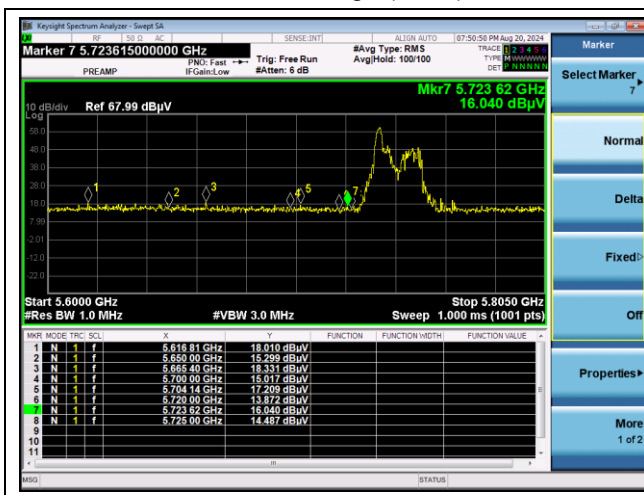 Keysight Spectrum Analyzer - Swept SA
RF 50 Ω AC SENSE:INT ALIGN AUTO 07:50:50 PM Aug 20, 2024
Marker 7 5.723615000000 GHz
PREAMP
PNO: Fast
IFGain:Low
Trig: Free Run
#Atten: 6 dB
#Avg Type: RMS
Avg|Hold: 100/100
TRACE 1 2 3 4 5 6
TYPE M W W W W W
DET P N N N N N
Mkr7 5.723 62 GHz
16.040 dBµV
10 dB/div Ref 67.99 dBµV
Log
58.0
48.0
38.0
28.0
18.0
7.99
-2.01
-12.0
-22.0
1
2
3
4
5
7
Start 5.6000 GHz Stop 5.8050 GHz
#Res BW 1.0 MHz #VBW 3.0 MHz Sweep 1.000 ms (1001 pts)
MKR MODE TRC SCL X Y FUNCTION FUNCTION WIDTH FUNCTION VALUE
1 N 1 f 5.616 81 GHz 18.010 dBµV
2 N 1 f 5.650 00 GHz 15.299 dBµV
3 N 1 f 5.665 40 GHz 18.331 dBµV
4 N 1 f 5.700 00 GHz 15.017 dBµV
5 N 1 f 5.704 14 GHz 17.209 dBµV
6 N 1 f 5.720 00 GHz 13.872 dBµV
7 N 1 f 5.723 62 GHz 16.040 dBµV
8 N 1 f 5.725 00 GHz 14.487 dBµV
9
10
11
MSG STATUS
Marker
Select Marker
7
Normal
Delta
Fixed
Off
Properties
More
1 of 2